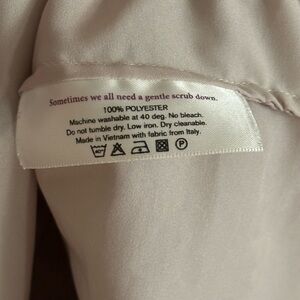 Sometimes we all need a gentle scrub down.
100% POLYESTER
Machine washable at 40 deg. No bleach.
Do not tumble dry. Low iron. Dry cleanable.
Made in Vietnam with fabric from Italy.
40° P